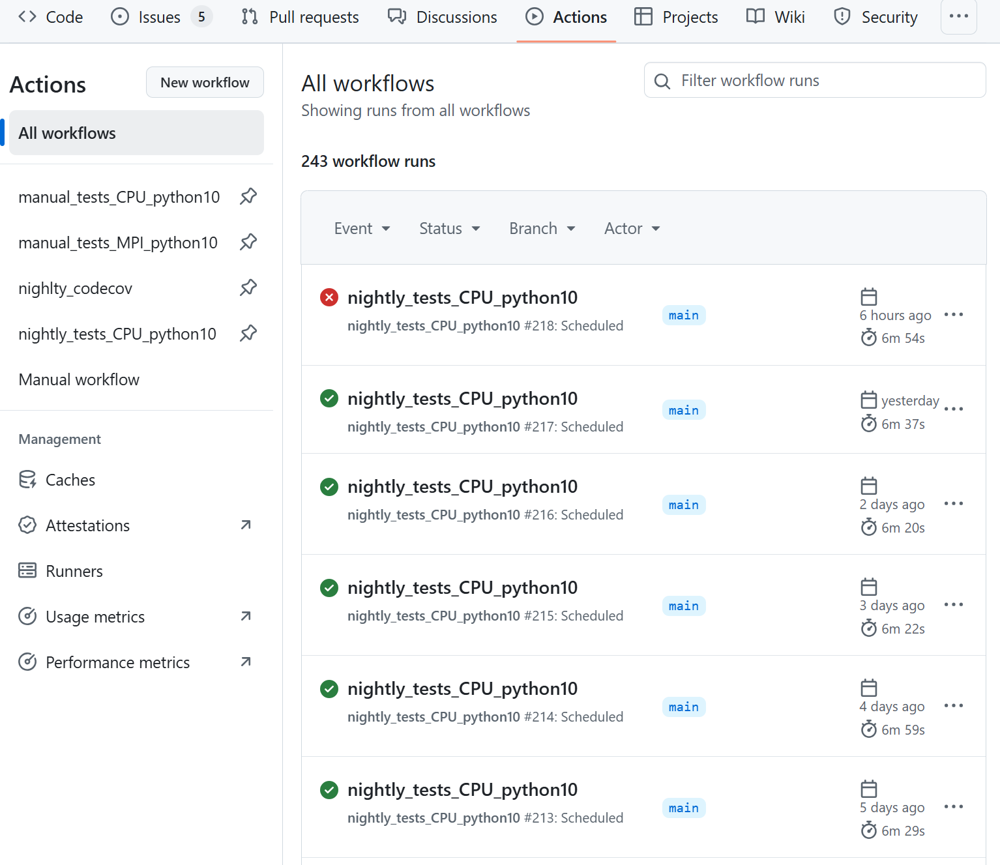 Code Issues 5 Pull requests Discussions Actions Projects Wiki Security ...
Actions
New workflow
All workflows
manual_tests_CPU_python10
manual_tests_MPI_python10
nighlty_codecov
nightly_tests_CPU_python10
Manual workflow
Management
Caches
Attestations
Runners
Usage metrics
Performance metrics
All workflows
Showing runs from all workflows
Filter workflow runs
243 workflow runs
Event Status Branch Actor
nightly_tests_CPU_python10
nightly_tests_CPU_python10 #218: Scheduled
main
6 hours ago
6m 54s
nightly_tests_CPU_python10
nightly_tests_CPU_python10 #217: Scheduled
main
yesterday
6m 37s
nightly_tests_CPU_python10
nightly_tests_CPU_python10 #216: Scheduled
main
2 days ago
6m 20s
nightly_tests_CPU_python10
nightly_tests_CPU_python10 #215: Scheduled
main
3 days ago
6m 22s
nightly_tests_CPU_python10
nightly_tests_CPU_python10 #214: Scheduled
main
4 days ago
6m 59s
nightly_tests_CPU_python10
nightly_tests_CPU_python10 #213: Scheduled
main
5 days ago
6m 29s